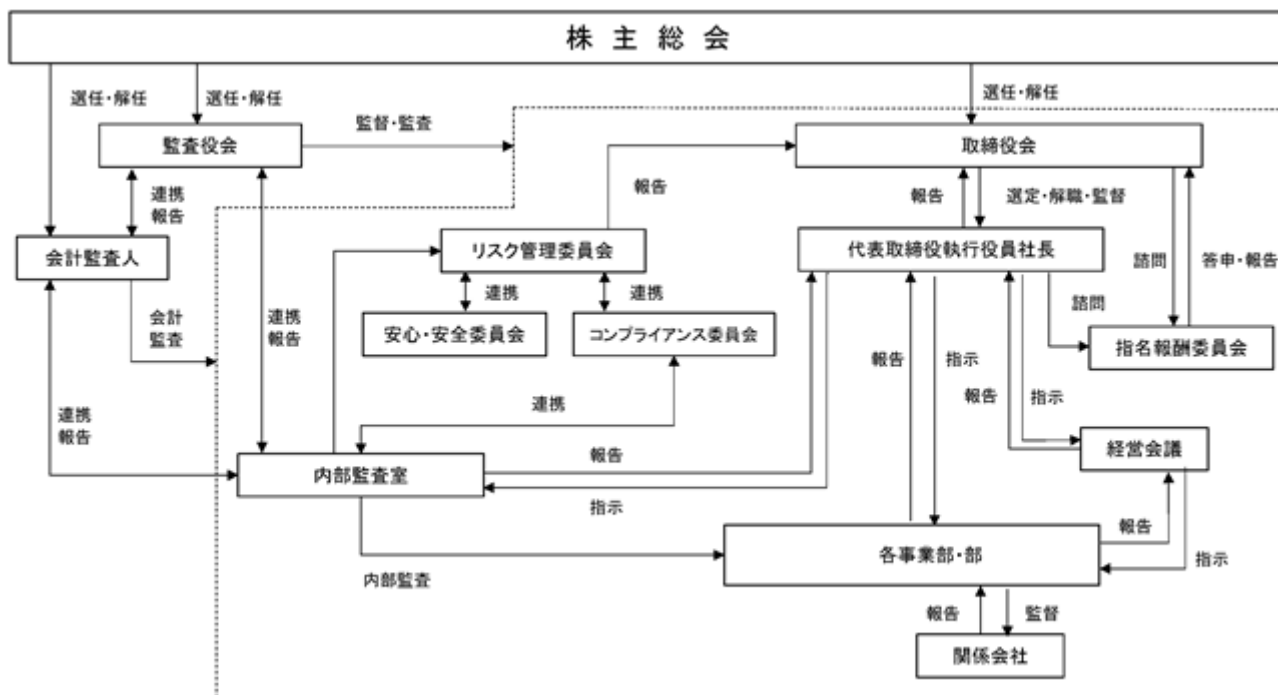 株主総会
選任・解任
選任・解任
選任・解任
監査役会
監督・監査
取締役会
連携
報告
報告
報告
選定・解職・監督
会計監査人
リスク管理委員会
代表取締役執行役員社長
諮問
答申・報告
連携
連携
諮問
会計
監査
連携
報告
安心・安全委員会
コンプライアンス委員会
指名報酬委員会
報告
指示
報告
指示
連携
報告
連携
経営会議
内部監査室
報告
指示
報告
各事業部・部
指示
内部監査
報告
監督
関係会社